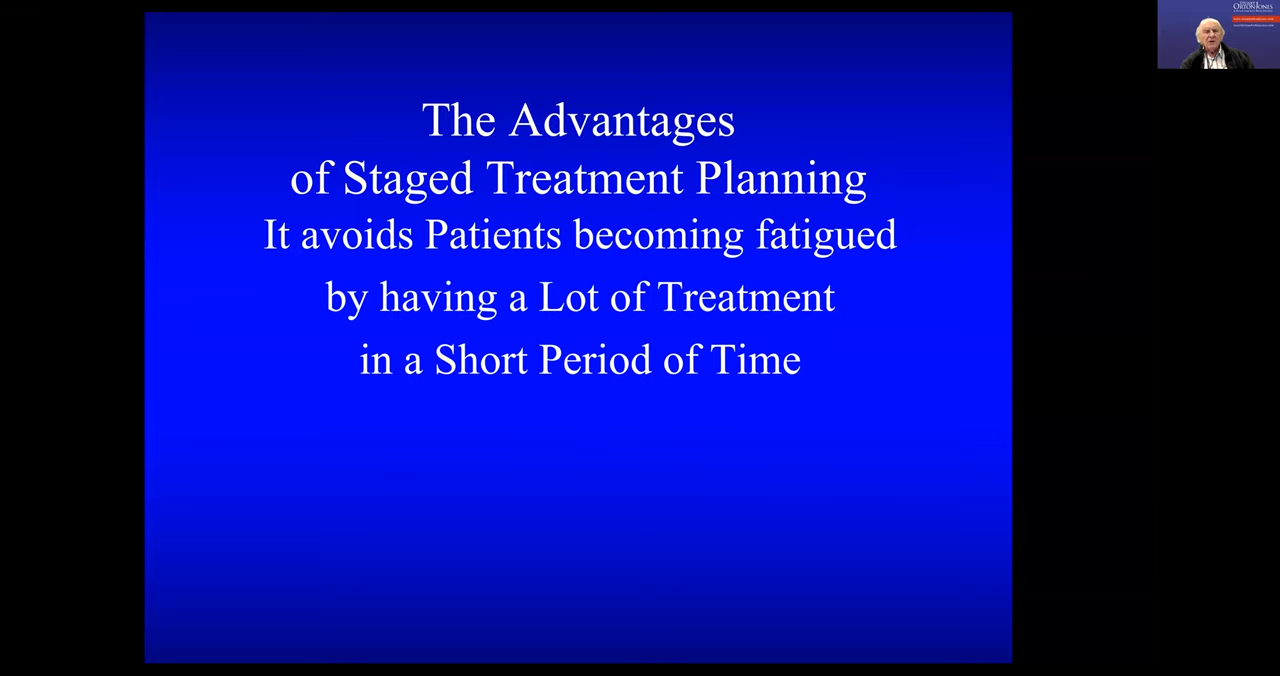 The Advantages
of Staged Treatment Planning
It avoids Patients becoming fatigued
by having a Lot of Treatment
in a Short Period of Time
ORTONJONES